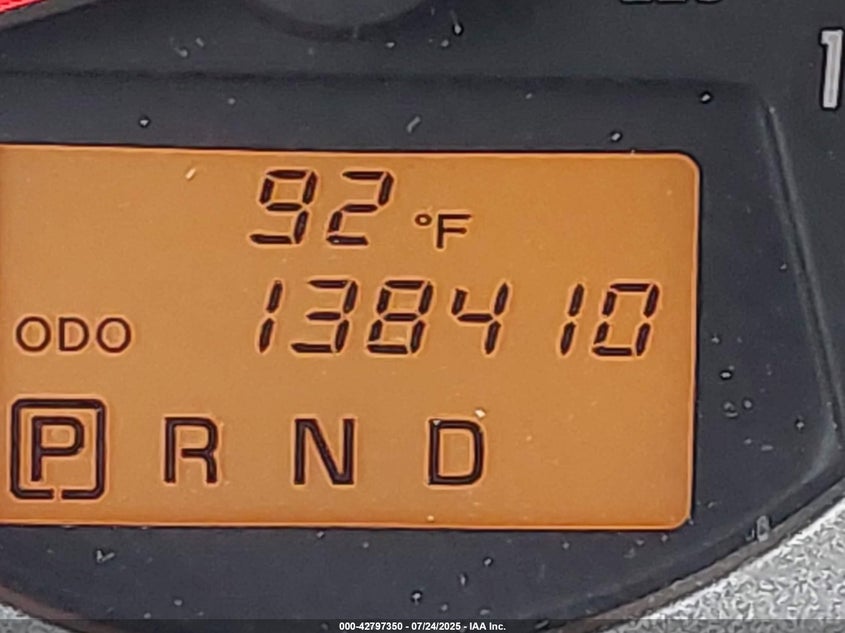 92 °F
ODO 138410
P R N D
000-42797350 - 07/24/2025 - IAA Inc.